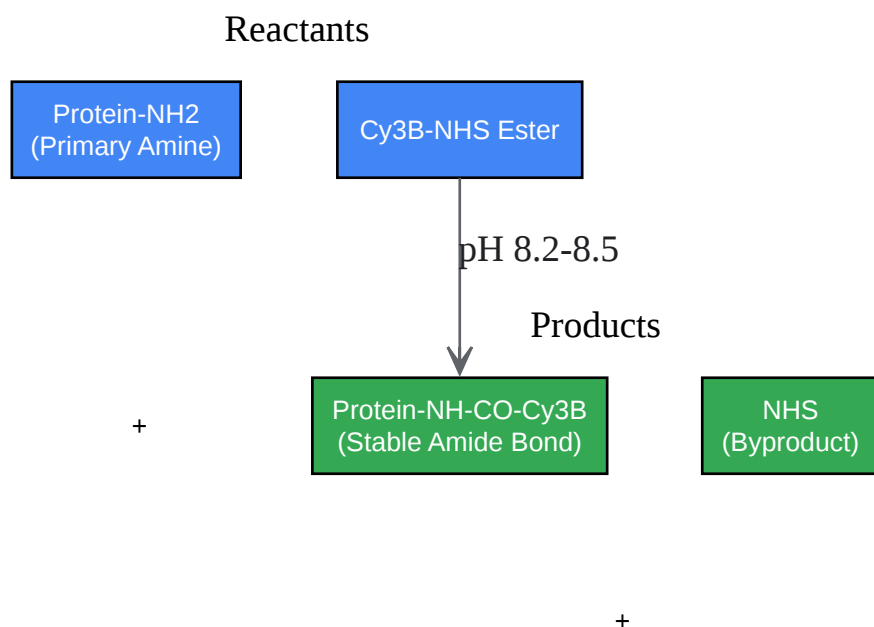 Reactants
Protein-NH2
(Primary Amine)
Cy3B-NHS Ester
pH 8.2-8.5
Products
+
Protein-NH-CO-Cy3B
(Stable Amide Bond)
NHS
(Byproduct)
+